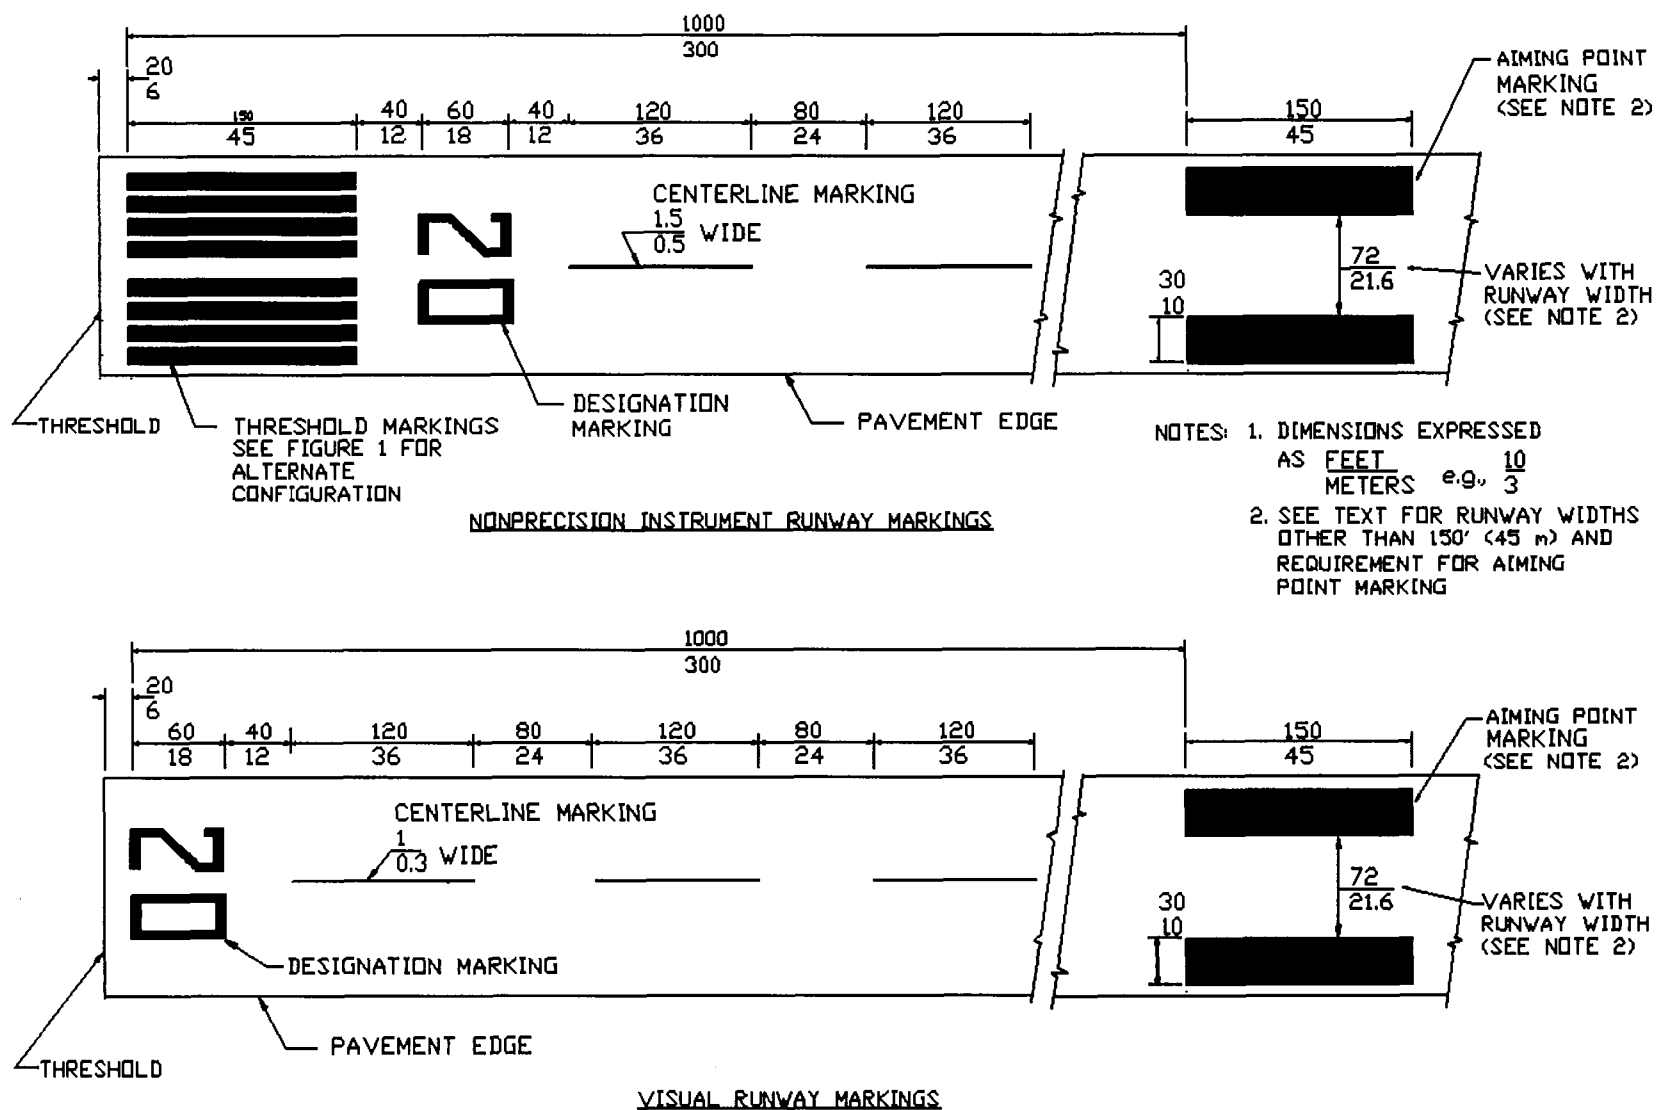 1000
300
20
6
150
45
40
12
60
18
40
12
120
36
80
24
120
36
150
45
AIMING POINT
MARKING
(SEE NOTE 2)
CENTERLINE MARKING
1.5
0.5 WIDE
02
72
21.6
30
10
VARIES WITH
RUNWAY WIDTH
(SEE NOTE 2)
THRESHOLD
THRESHOLD MARKINGS
SEE FIGURE 1 FOR
ALTERNATE
CONFIGURATION
DESIGNATION
MARKING
PAVEMENT EDGE
NONPRECISION INSTRUMENT RUNWAY MARKINGS
NOTES: 1. DIMENSIONS EXPRESSED
AS FEET
METERS e.g., 10
3
2. SEE TEXT FOR RUNWAY WIDTHS
OTHER THAN 150' (45 m) AND
REQUIREMENT FOR AIMING
POINT MARKING
1000
300
20
6
60
18
40
12
120
36
80
24
120
36
80
24
120
36
150
45
AIMING POINT
MARKING
(SEE NOTE 2)
CENTERLINE MARKING
1
0.3 WIDE
02
72
21.6
30
10
VARIES WITH
RUNWAY WIDTH
(SEE NOTE 2)
DESIGNATION MARKING
PAVEMENT EDGE
THRESHOLD
VISUAL RUNWAY MARKINGS